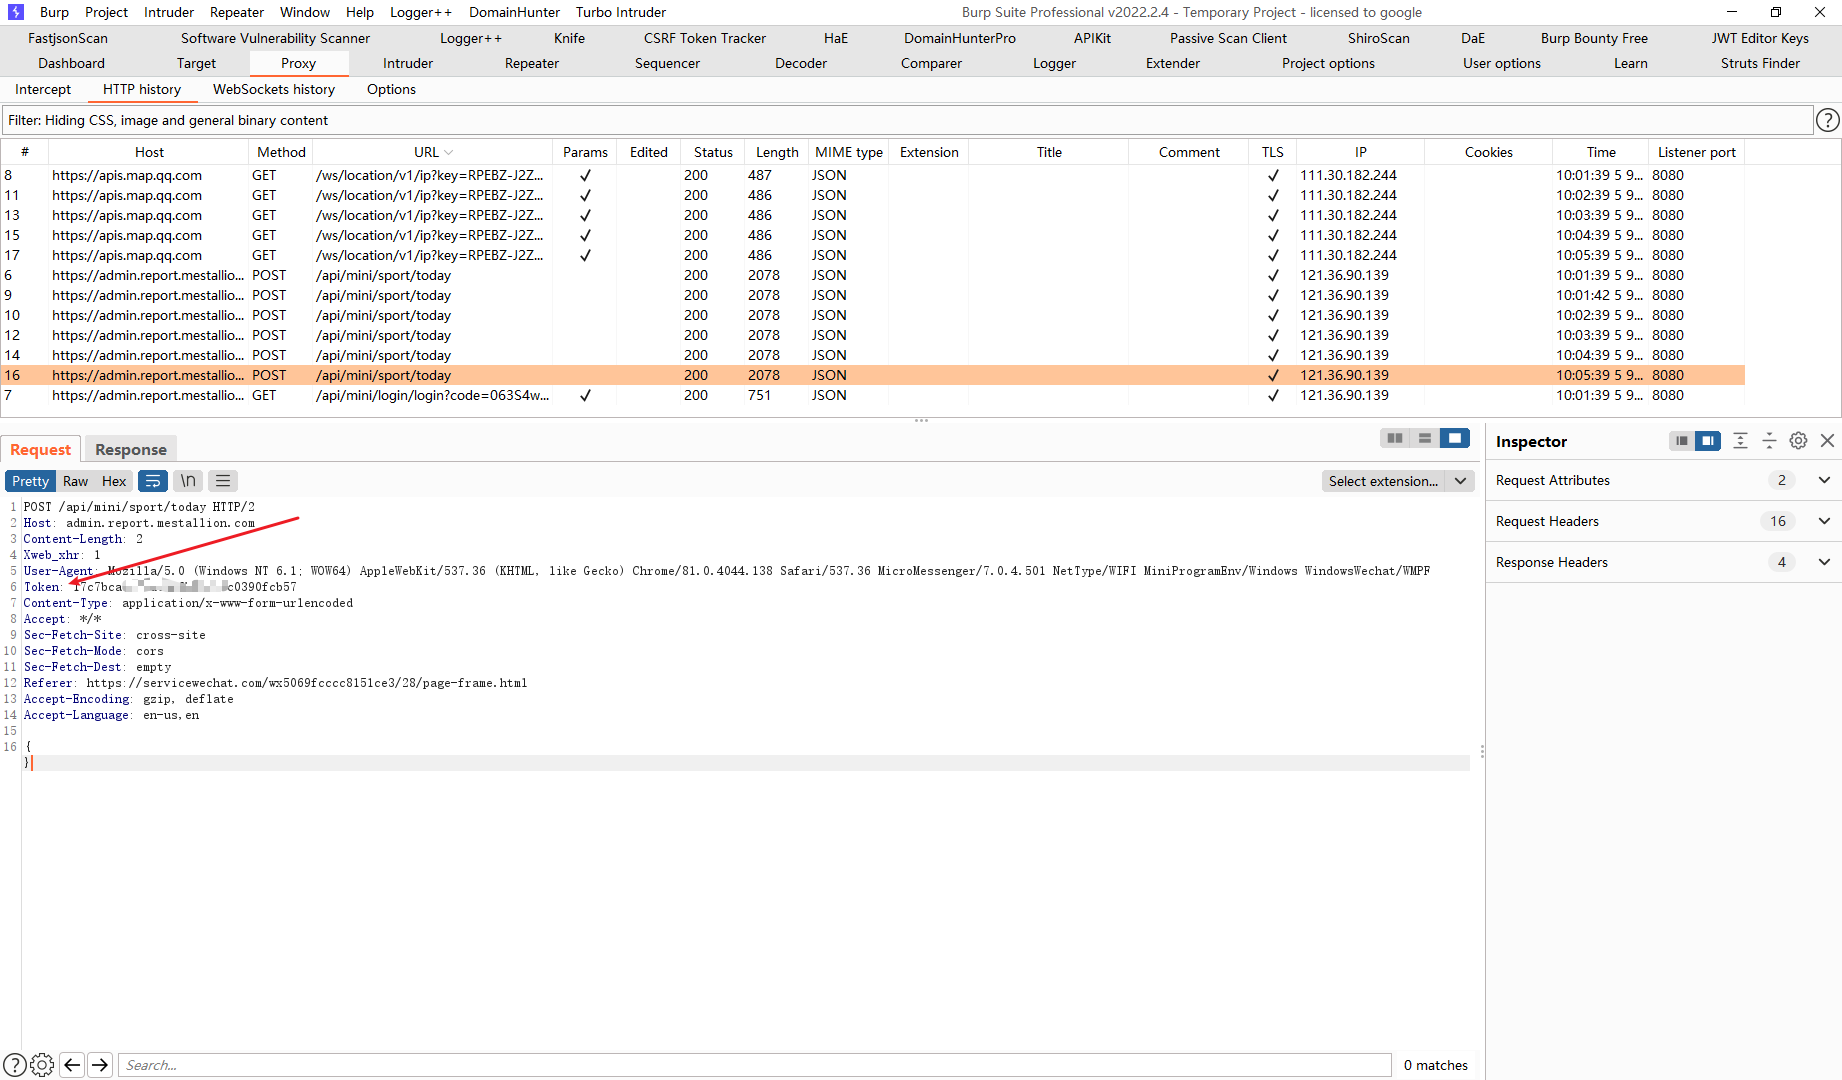 Burp Project Intruder Repeater Window Help Logger++ DomainHunter Turbo Intruder Burp Suite Professional v2022.2.4 - Temporary Project - licensed to google
FastjsonScan Software Vulnerability Scanner Logger++ Knife CSRF Token Tracker HaE DomainHunterPro APIKit Passive Scan Client ShiroScan DaE Burp Bounty Free JWT Editor Keys
Dashboard Target Proxy Intruder Repeater Sequencer Decoder Comparer Logger Extender Project options User options Learn Struts Finder
Intercept HTTP history WebSockets history Options
Filter: Hiding CSS, image and general binary content ?
# Host Method URL Params Edited Status Length MIME type Extension Title Comment TLS IP Cookies Time Listener port
8 https://apis.map.qq.com GET /ws/location/v1/ip?key=RPEBZ-J2Z... ✓ 200 487 JSON ✓ 111.30.182.244 10:01:39 5 9... 8080
11 https://apis.map.qq.com GET /ws/location/v1/ip?key=RPEBZ-J2Z... ✓ 200 486 JSON ✓ 111.30.182.244 10:02:39 5 9... 8080
13 https://apis.map.qq.com GET /ws/location/v1/ip?key=RPEBZ-J2Z... ✓ 200 486 JSON ✓ 111.30.182.244 10:03:39 5 9... 8080
15 https://apis.map.qq.com GET /ws/location/v1/ip?key=RPEBZ-J2Z... ✓ 200 486 JSON ✓ 111.30.182.244 10:04:39 5 9... 8080
17 https://apis.map.qq.com GET /ws/location/v1/ip?key=RPEBZ-J2Z... ✓ 200 486 JSON ✓ 111.30.182.244 10:05:39 5 9... 8080
6 https://admin.report.mestallio... POST /api/mini/sport/today 200 2078 JSON ✓ 121.36.90.139 10:01:39 5 9... 8080
9 https://admin.report.mestallio... POST /api/mini/sport/today 200 2078 JSON ✓ 121.36.90.139 10:01:42 5 9... 8080
10 https://admin.report.mestallio... POST /api/mini/sport/today 200 2078 JSON ✓ 121.36.90.139 10:02:39 5 9... 8080
12 https://admin.report.mestallio... POST /api/mini/sport/today 200 2078 JSON ✓ 121.36.90.139 10:03:39 5 9... 8080
14 https://admin.report.mestallio... POST /api/mini/sport/today 200 2078 JSON ✓ 121.36.90.139 10:04:39 5 9... 8080
16 https://admin.report.mestallio... POST /api/mini/sport/today 200 2078 JSON ✓ 121.36.90.139 10:05:39 5 9... 8080
7 https://admin.report.mestallio... GET /api/mini/login/login?code=063S4w... ✓ 200 751 JSON ✓ 121.36.90.139 10:01:39 5 9... 8080
Request Response
Pretty Raw Hex \n Select extension...
1 POST /api/mini/sport/today HTTP/2
2 Host: admin.report.mestallion.com
3 Content-Length: 2
4 Xweb_xhr: 1
5 User-Agent: Mozilla/5.0 (Windows NT 6.1; WOW64) AppleWebKit/537.36 (KHTML, like Gecko) Chrome/81.0.4044.138 Safari/537.36 MicroMessenger/7.0.4.501 NetType/WIFI MiniProgramEnv/Windows WindowsWechat/WMPF
6 Token:
7 Content-Type: application/x-www-form-urlencoded
8 Accept: */*
9 Sec-Fetch-Site: cross-site
10 Sec-Fetch-Mode: cors
11 Sec-Fetch-Dest: empty
12 Referer: https://servicewechat.com/wx5069fcccc8151ce3/28/page-frame.html
13 Accept-Encoding: gzip, deflate
14 Accept-Language: en-us,en
15
16 {
}
Inspector
Request Attributes 2
Request Headers 16
Response Headers 4
? Search... 0 matches